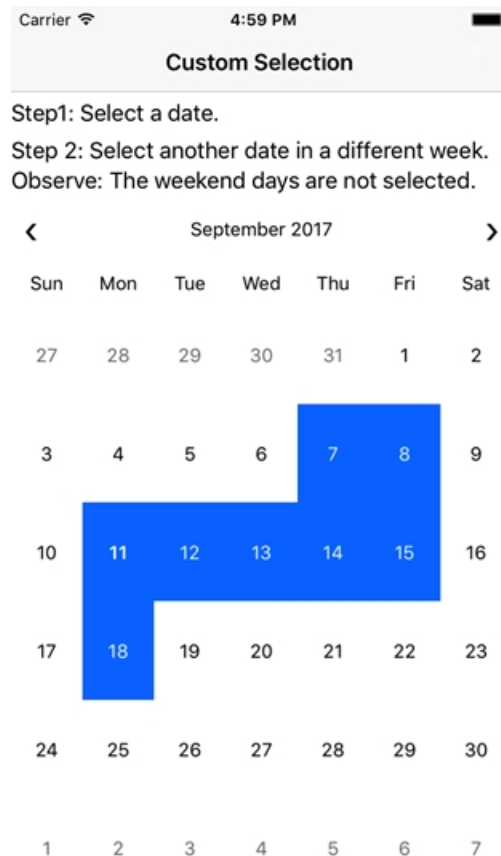 Carrier 4:59 PM
Custom Selection
Step1: Select a date.
Step 2: Select another date in a different week.
Observe: The weekend days are not selected.
‹ September 2017 ›
Sun Mon Tue Wed Thu Fri Sat
27 28 29 30 31 1 2
3 4 5 6 7 8 9
10 11 12 13 14 15 16
17 18 19 20 21 22 23
24 25 26 27 28 29 30
1 2 3 4 5 6 7